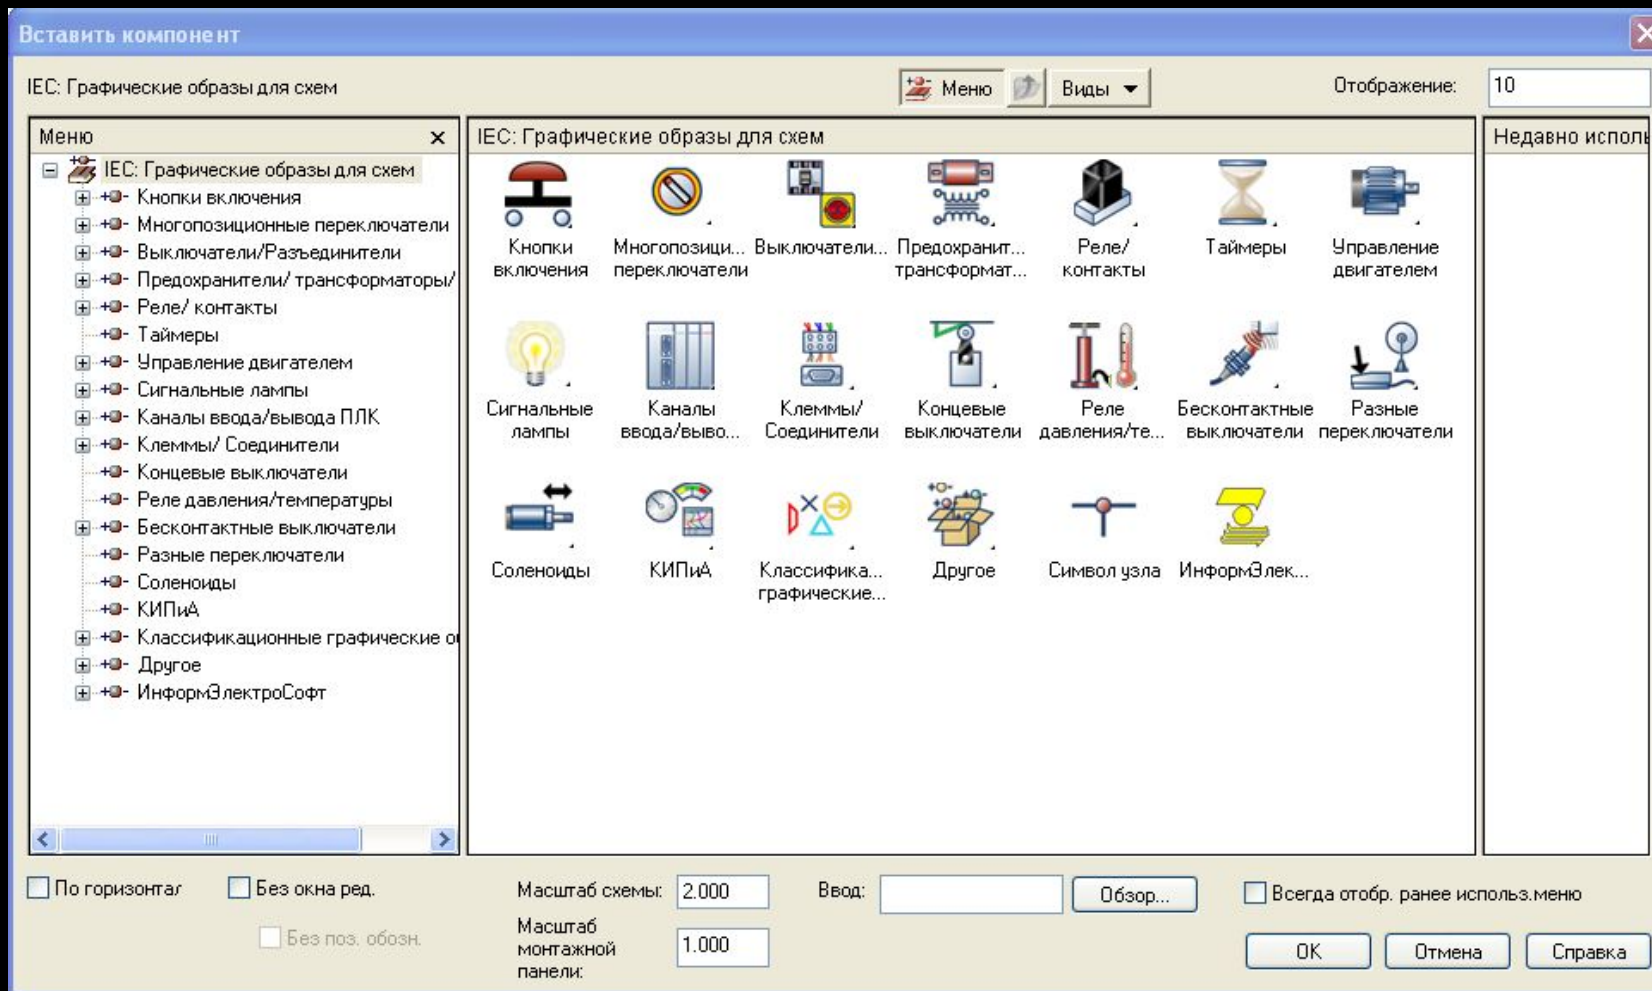 Вставить компонент
IEC: Графические образы для схем
Меню
Виды
Отображение:
10
Меню
IEC: Графические образы для схем
Кнопки включения
Многопозиционные переключатели
Выключатели/Разъединители
Предохранители/ трансформаторы/
Реле/ контакты
Таймеры
Управление двигателем
Сигнальные лампы
Каналы ввода/вывода ПЛК
Клеммы/ Соединители
Концевые выключатели
Реле давления/температуры
Бесконтактные выключатели
Разные переключатели
Соленоиды
КИПиА
Классификационные графические
Другое
ИнформЭлектроСофт
IEC: Графические образы для схем
Кнопки
включения
Многопозици...
переключатели
Выключатели...
Предохранит...
трансформат...
Реле/
контакты
Таймеры
Управление
двигателем
Сигнальные
лампы
Каналы
ввода/выво...
Клеммы/
Соединители
Концевые
выключатели
Реле
давления/те...
Бесконтактные
выключатели
Разные
переключатели
Соленоиды
КИПиА
Классифика...
графические...
Другое
Символ узла
ИнформЭлек...
Недавно исполь
По горизонтал
Без окна ред.
Без поз. обозн.
Масштаб схемы:
2.000
Масштаб
монтажной
панели:
1.000
Ввод:
Обзор...
Всегда отобр. ранее использ.меню
OK
Отмена
Справка